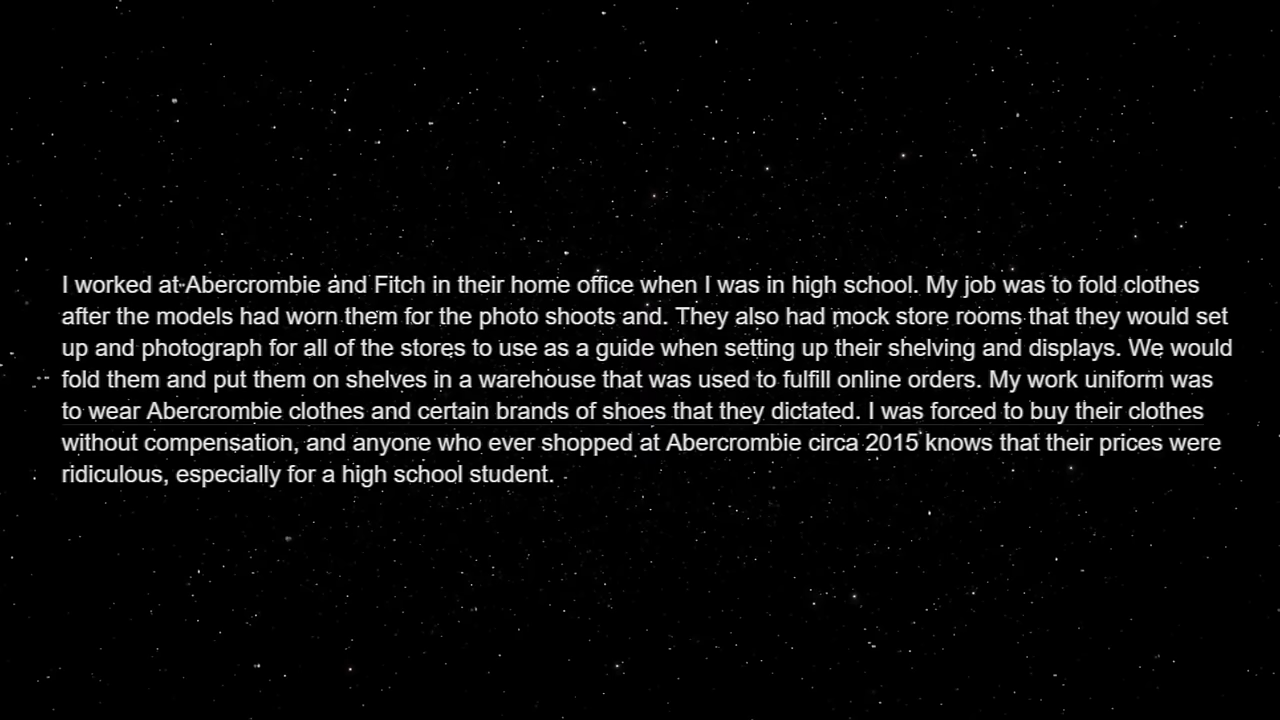 I worked at Abercrombie and Fitch in their home office when I was in high school. My job was to fold clothes
after the models had worn them for the photo shoots and. They also had mock store rooms that they would set
up and photograph for all of the stores to use as a guide when setting up their shelving and displays. We would
fold them and put them on shelves in a warehouse that was used to fulfill online orders. My work uniform was
to wear Abercrombie clothes and certain brands of shoes that they dictated. I was forced to buy their clothes
without compensation, and anyone who ever shopped at Abercrombie circa 2015 knows that their prices were
ridiculous, especially for a high school student.